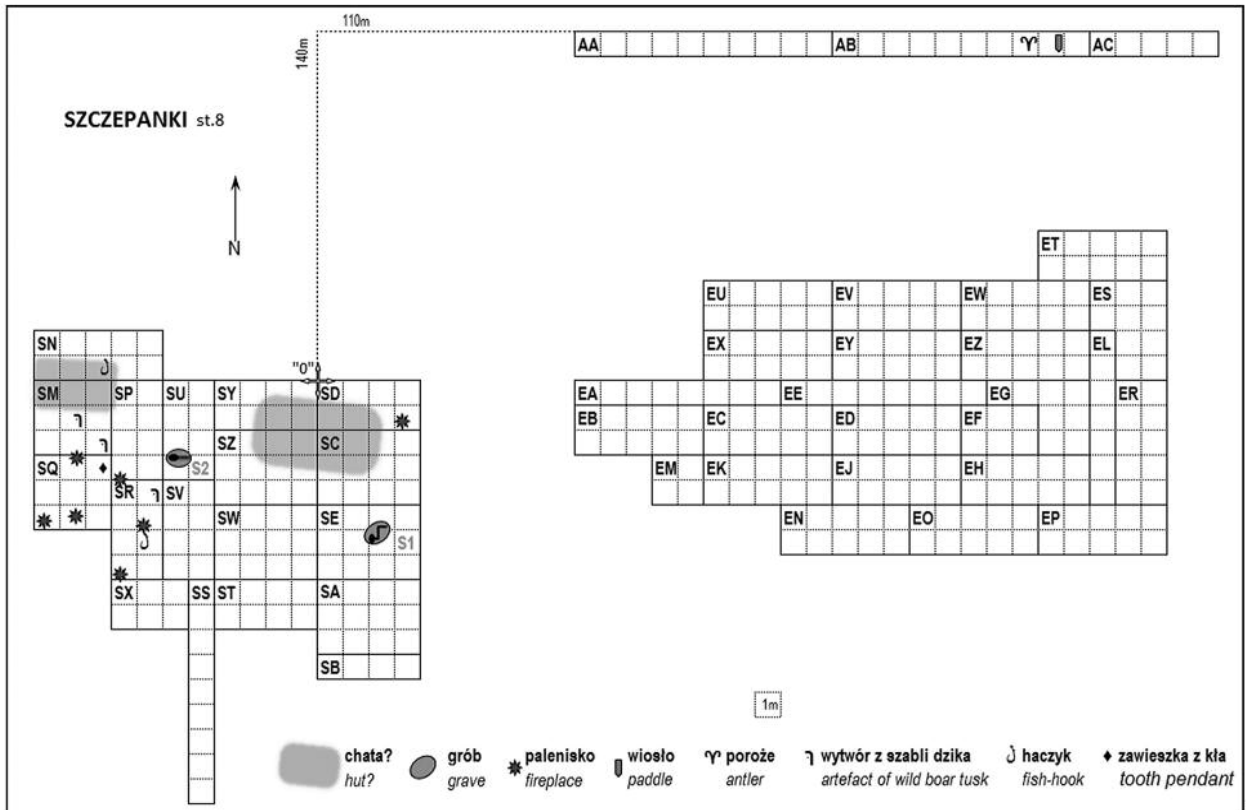 110m
140m
AA AB AC
SZCZEPANKI st.8
N
ET
EU EV EW ES
SN EX EY EZ EL
"0"
SM SP SU SY SD EA EE EG ER
EB EC ED EF
SZ SC
SQ S2 EM EK EJ EH
SR SV
SW SE EN EO EP
S1
SX SS ST SA
SB
1m
chata? grób palenisko wiosło poroże wytwór z szabli dzika haczyk zawieszka z kła
hut? grave fireplace paddle antler artefact of wild boar tusk fish-hook tooth pendant